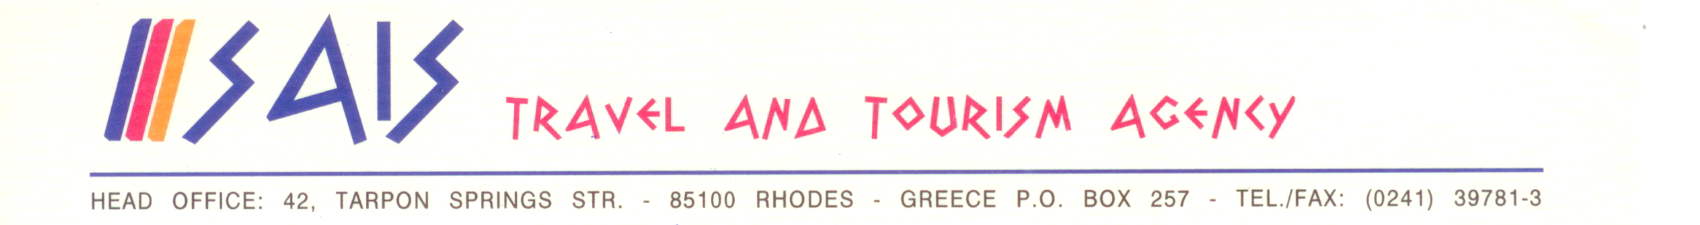 SAIS TRAVEL AND TOURISM AGENCY
HEAD OFFICE: 42, TARPON SPRINGS STR. - 85100 RHODES - GREECE P.O. BOX 257 - TEL./FAX: (0241) 39781-3